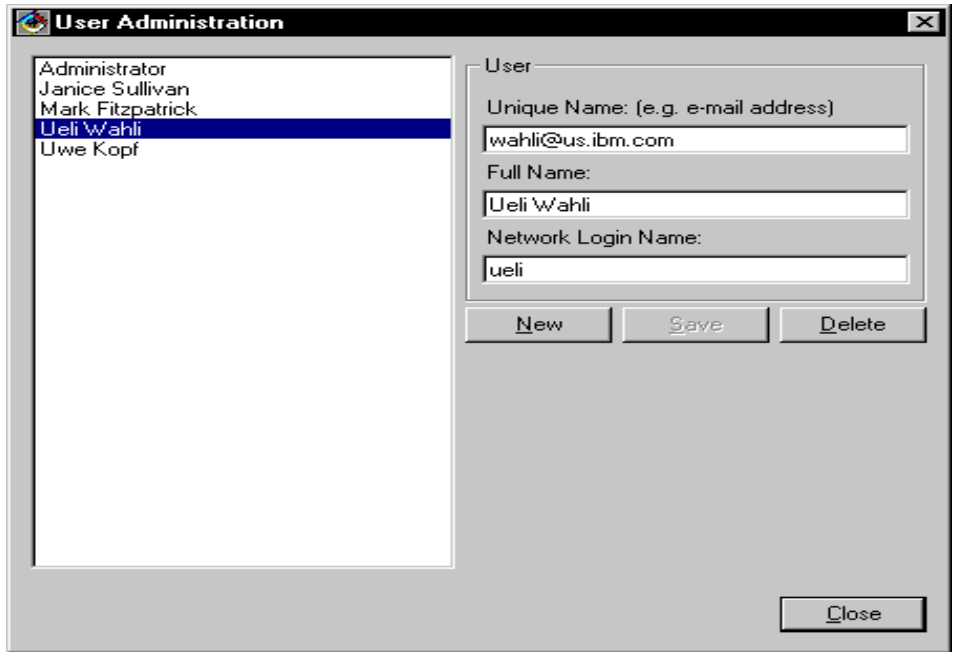 User Administration
Administrator
Janice Sullivan
Mark Fitzpatrick
Ueli Wahli
Uwe Kopf
User
Unique Name: (e.g. e-mail address)
wahli@us.ibm.com
Full Name:
Ueli Wahli
Network Login Name:
ueli
New
Save
Delete
Close